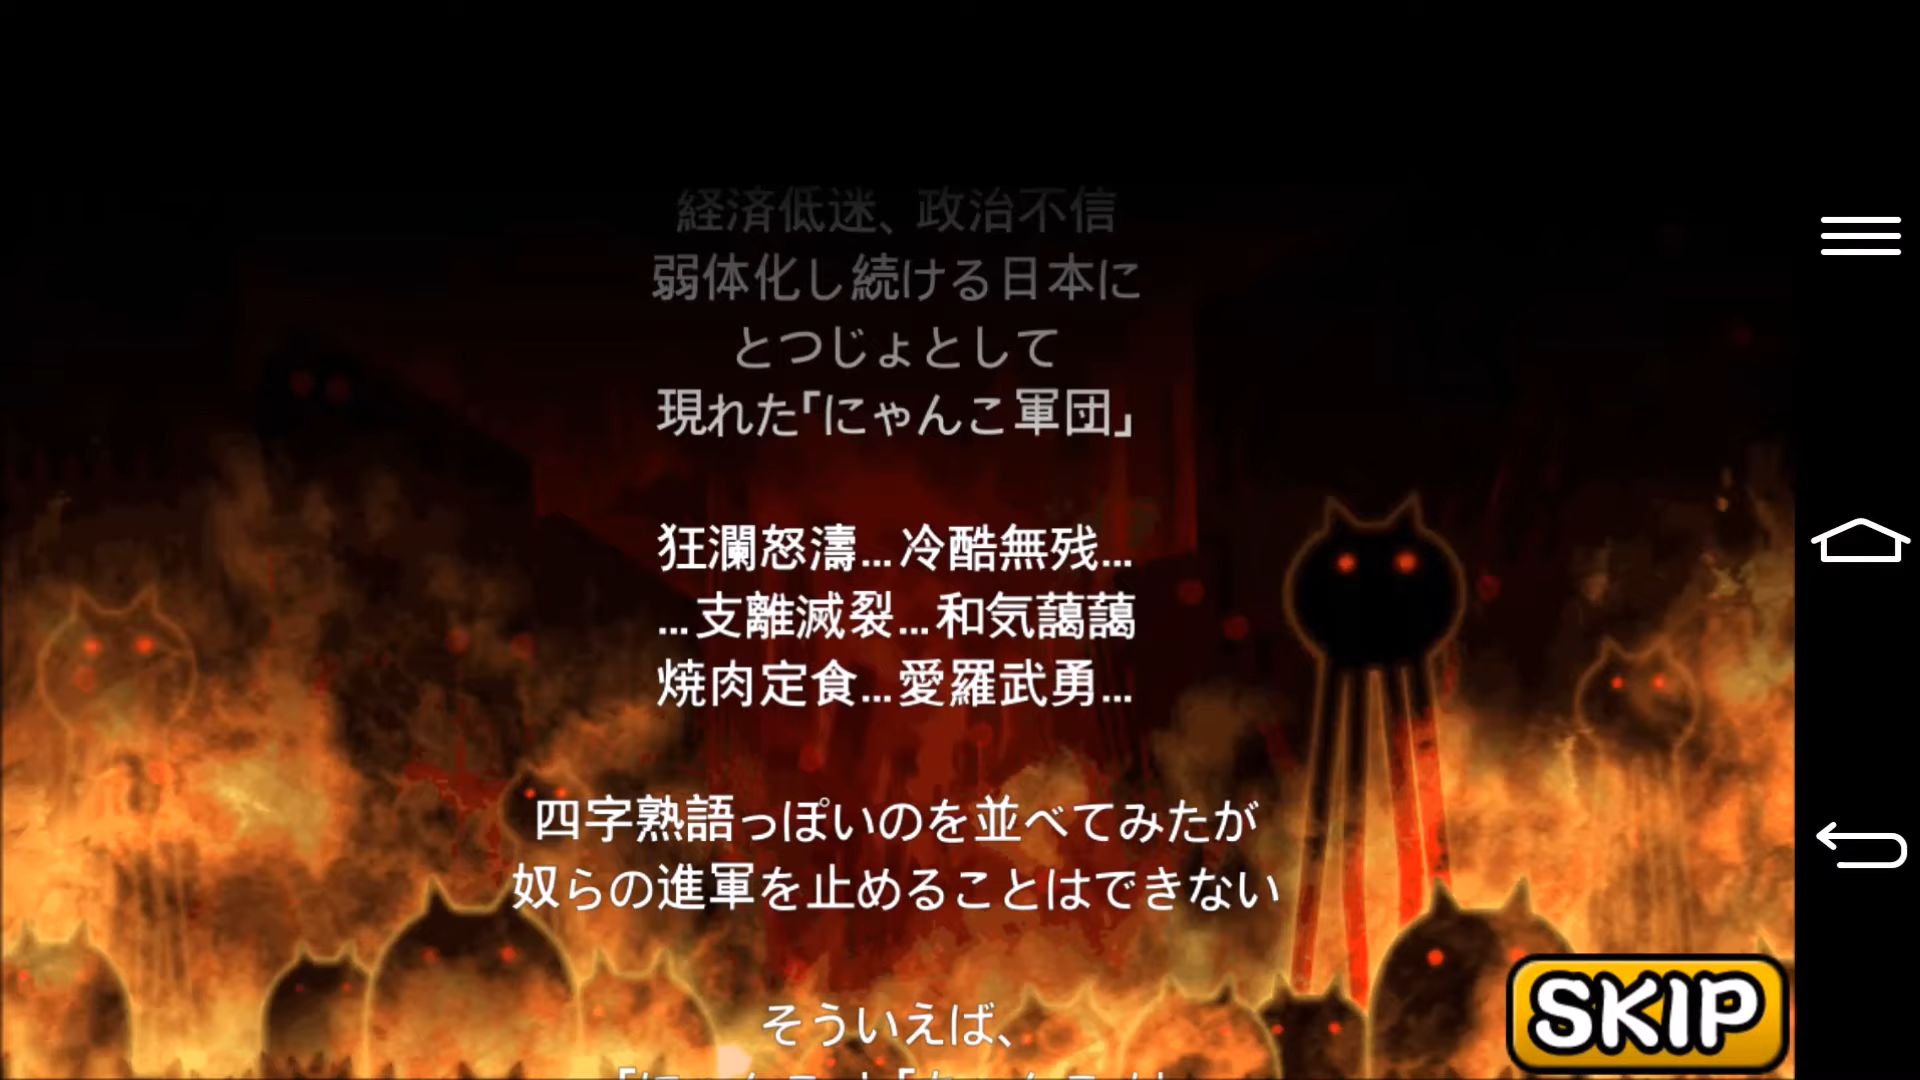 経済低迷、政治不信
弱体化し続ける日本に
とつじょとして
現れた｢にゃんこ軍団｣
狂瀾怒濤…冷酷無残…
…支離滅裂…和気藹藹
焼肉定食…愛羅武勇…
四字熟語っぽいのを並べてみたが
奴らの進軍を止めることはできない
そういえば、
SKIP